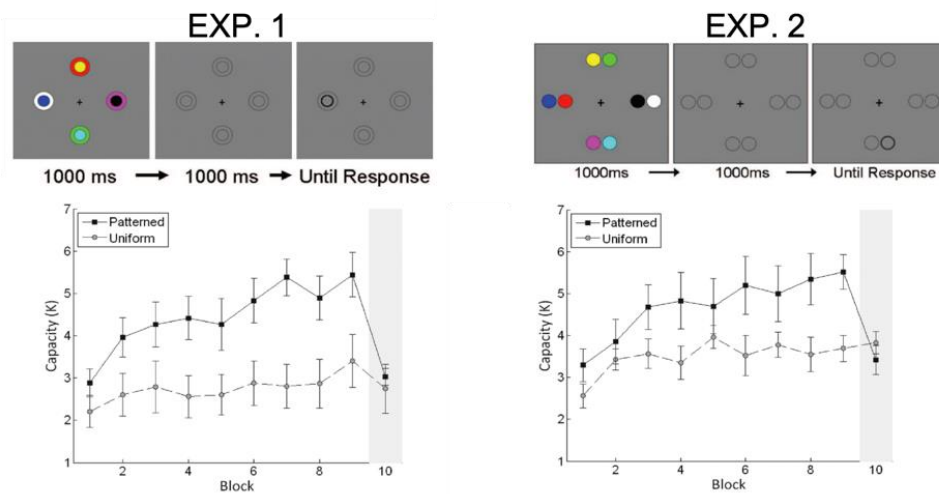 EXP. 1
1000 ms
1000 ms
Until Response
7
6
5
4
3
2
1
Capacity (K)
Patterned
Uniform
2
4
6
8
10
Block
EXP. 2
1000ms
1000ms
Until Response
7
6
5
4
3
2
1
Capacity (K)
Patterned
Uniform
2
4
6
8
10
Block